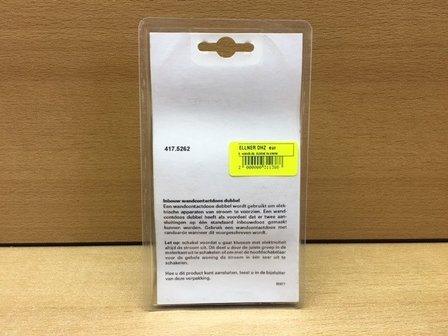 417.5262
ELLNER OHZ eur
Inbouw wandcontactdoos dubbel
Een wandcontactdoos dubbel wordt gebruikt om elek-
trische apparaten van stroom te voorzien. Een wand-
contdoos dubbel heeft als voordeel dat er twee aan-
sluitingen op één standaard inbouwdoos gemaakt
kunnen worden. Gebruik een wandcontactdoos met
randaarde wanneer dit voorgeschreven wordt.
Let op: schakel voordat u gaat klussen met elektriciteit
altijd de stroom uit. Dit doet u door de juiste groep in de
meterkast uit te schakelen of om met de hoofdschakelaar
voor de gehele woning de stroom in één keer uit te
schakelen.
Hoe u dit product kunt aansluiten, leest u in de bijsluiter
van deze verpakking.